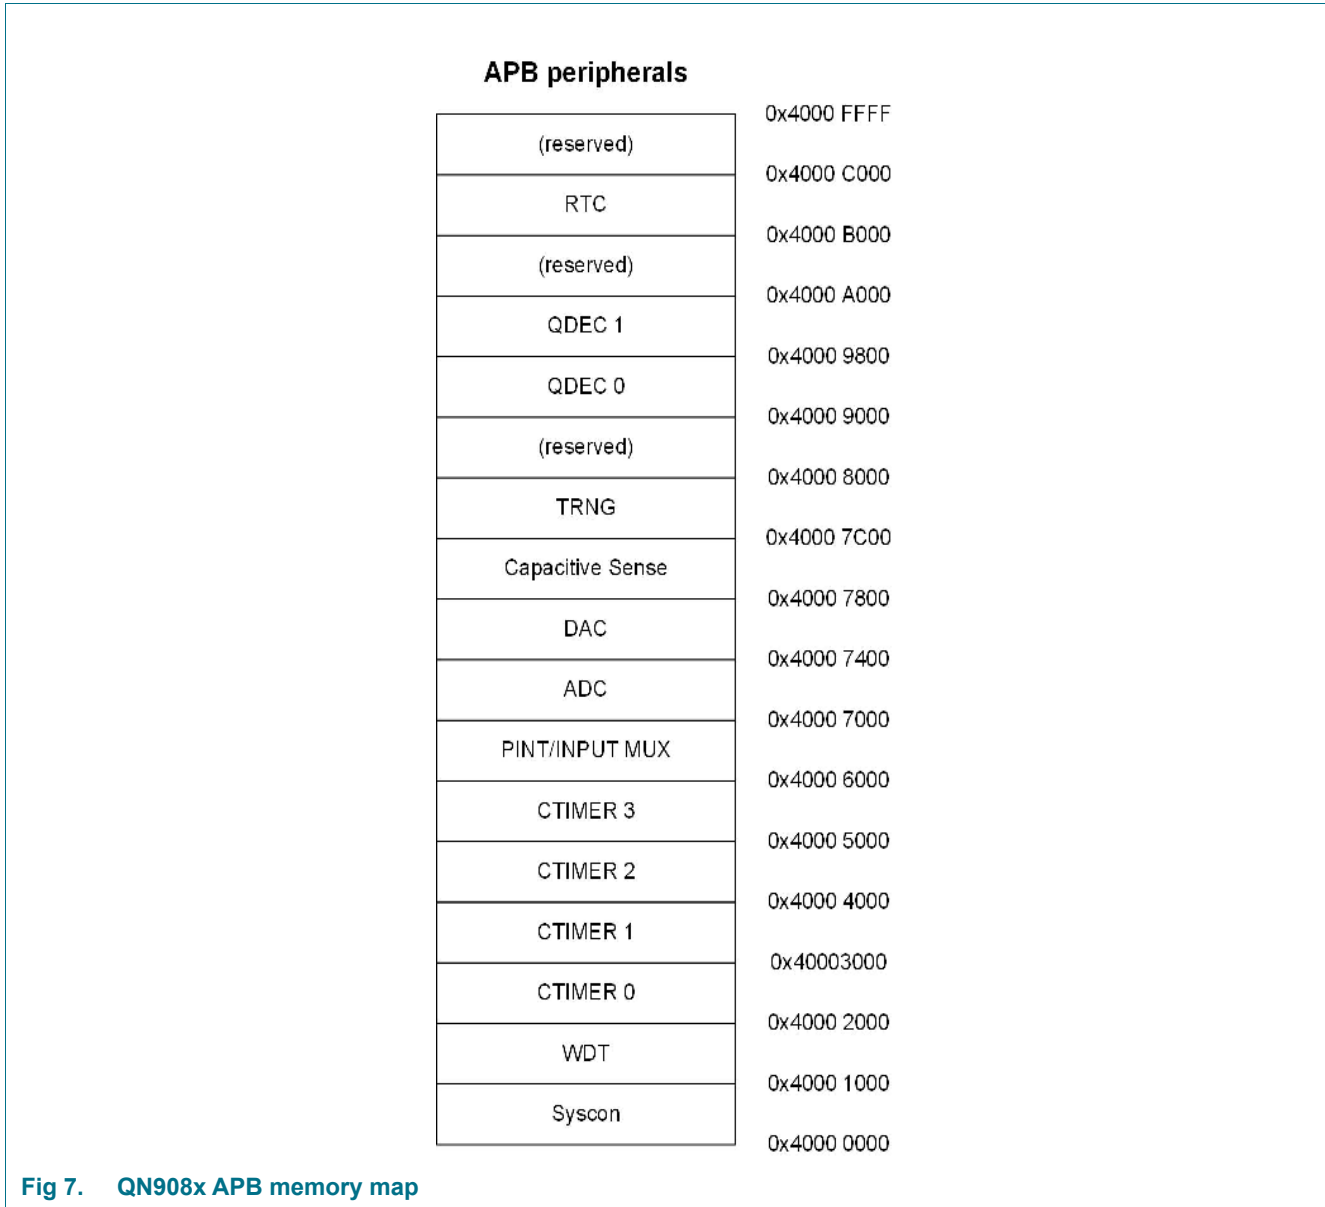 APB peripherals
0x4000 FFFF
(reserved)
0x4000 C000
RTC
0x4000 B000
(reserved)
0x4000 A000
QDEC 1
0x4000 9800
QDEC 0
0x4000 9000
(reserved)
0x4000 8000
TRNG
0x4000 7C00
Capacitive Sense
0x4000 7800
DAC
0x4000 7400
ADC
0x4000 7000
PINT/INPUT MUX
0x4000 6000
CTIMER 3
0x4000 5000
CTIMER 2
0x4000 4000
CTIMER 1
0x40003000
CTIMER 0
0x4000 2000
WDT
0x4000 1000
Syscon
0x4000 0000
Fig 7. QN908x APB memory map